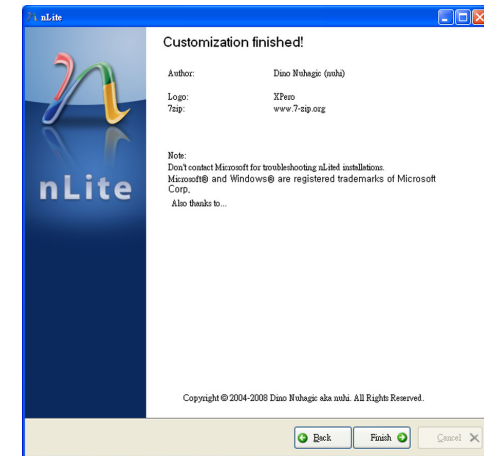 nLite
Customization finished!
Author: Dino Nuhagic (nuhi)
Logo: XPero
7zip: www.7-zip.org
Note:
Don't contact Microsoft for troubleshooting nLited installations.
Microsoft® and Windows® are registered trademarks of Microsoft
Corp.
Also thanks to...
nLite
Copyright © 2004-2008 Dino Nuhagic aka nuhi. All Rights Reserved.
Back Finish Cancel